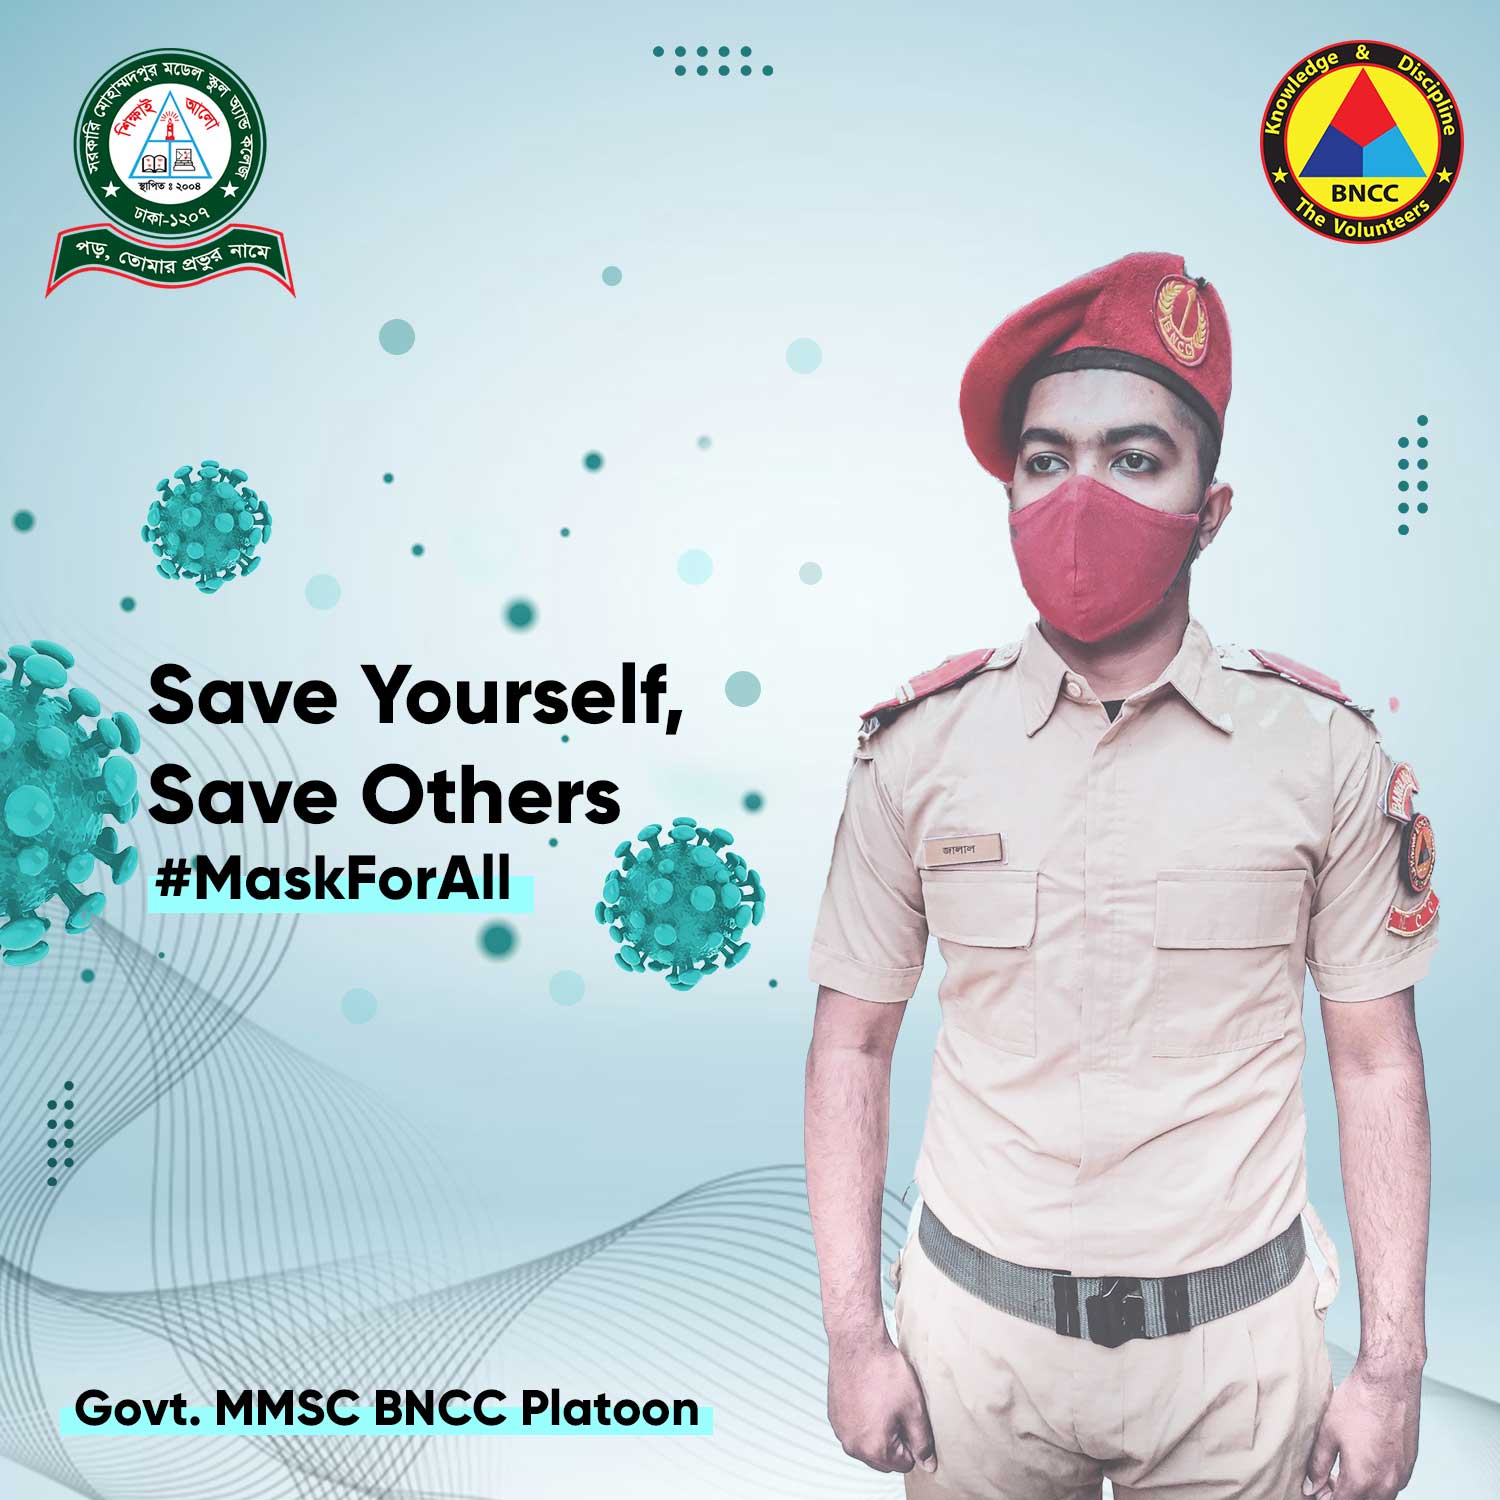 সরকারি মোহাম্মদপুর মডেল স্কুল অ্যান্ড কলেজ
শিক্ষাই আলো
স্থাপিত : ২০০৪
ঢাকা-১২০৭
পড়, তোমার প্রভুর নামে
Knowledge & Discipline
BNCC
The Volunteers
BNCC
Save Yourself,
Save Others
#MaskForAll
জালাল
Govt. MMSC BNCC Platoon